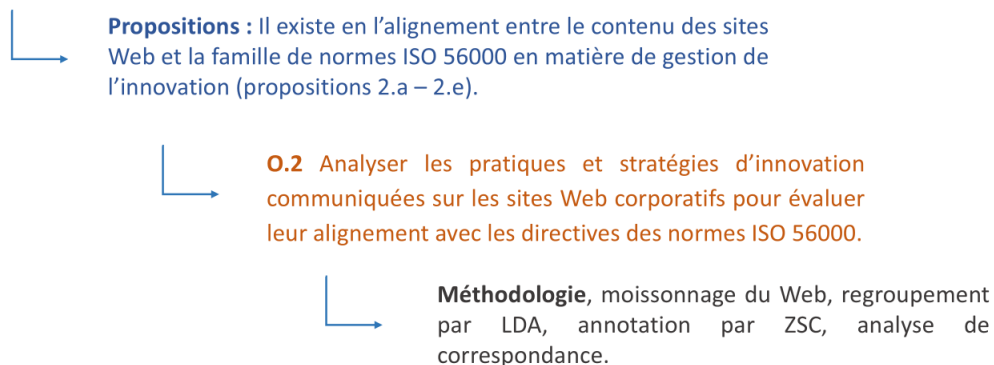 Propositions : Il existe en l’alignement entre le contenu des sites
Web et la famille de normes ISO 56000 en matière de gestion de
l’innovation (propositions 2.a – 2.e).
O.2 Analyser les pratiques et stratégies d’innovation
communiquées sur les sites Web corporatifs pour évaluer
leur alignement avec les directives des normes ISO 56000.
Méthodologie, moissonnage du Web, regroupement
par LDA, annotation par ZSC, analyse de
correspondance.